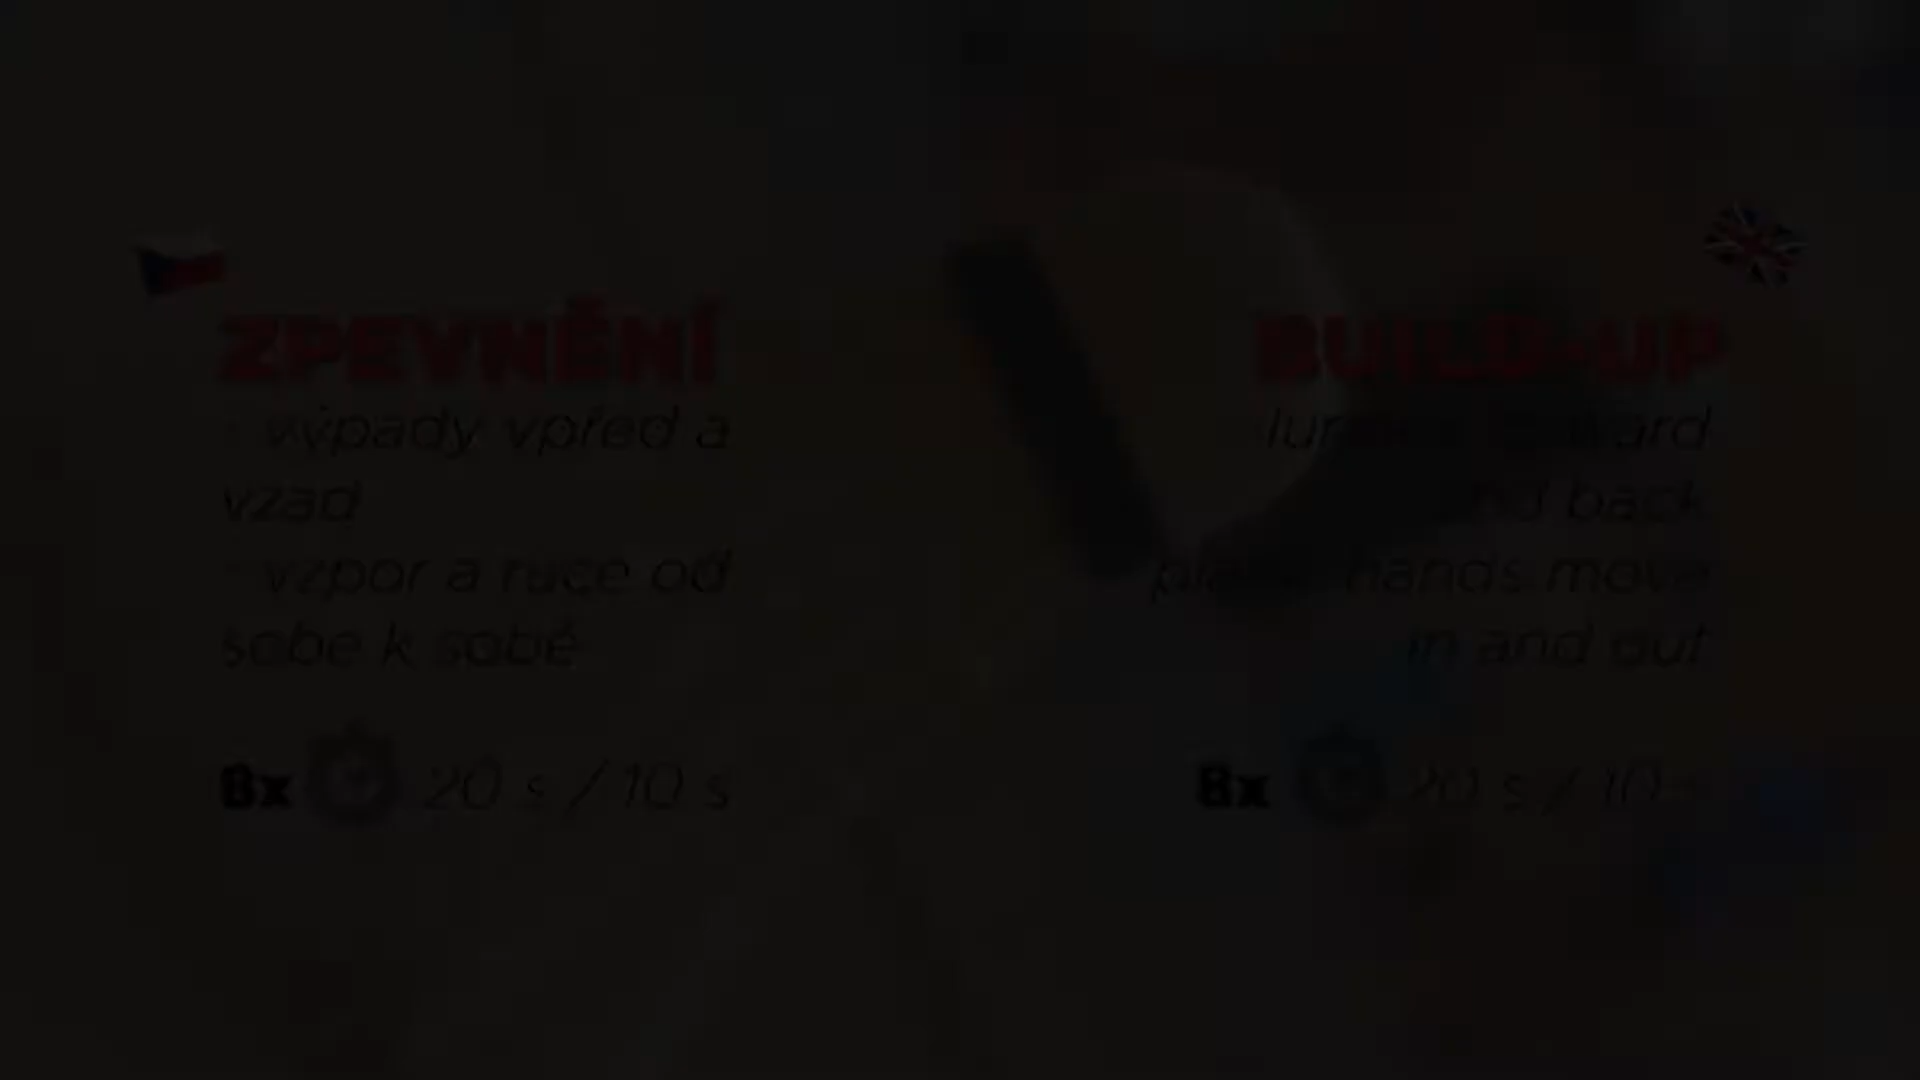 ZPEVNĚNÍ
- výpady vpřed a
vzad
- vzpor a ruce od
sebe k sobě
8x 20 s / 10 s
BUILD-UP
back
hands move
in and out
8x 20 s / 10 s